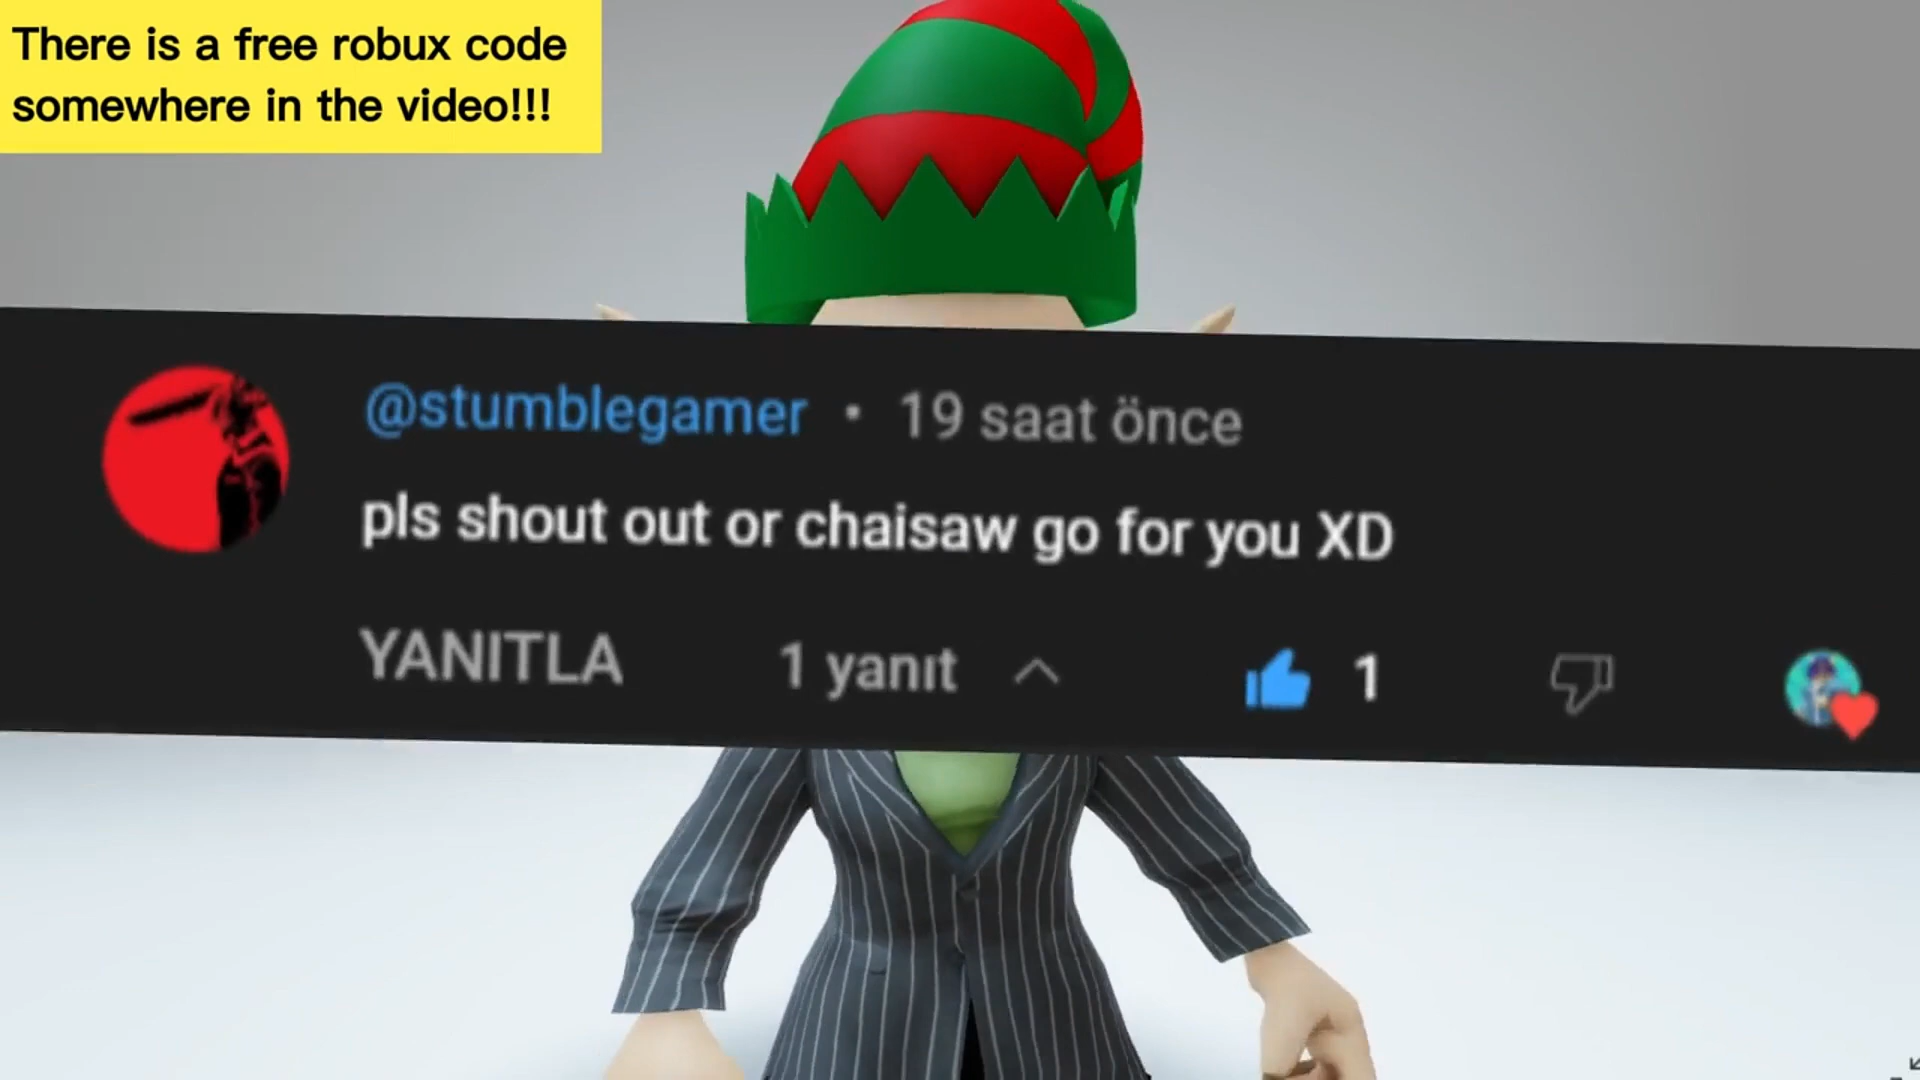 There is a free robux code
somewhere in the video!!!
@stumblegamer • 19 saat önce
pls shout out or chaisaw go for you XD
YANITLA 1 yanıt 1